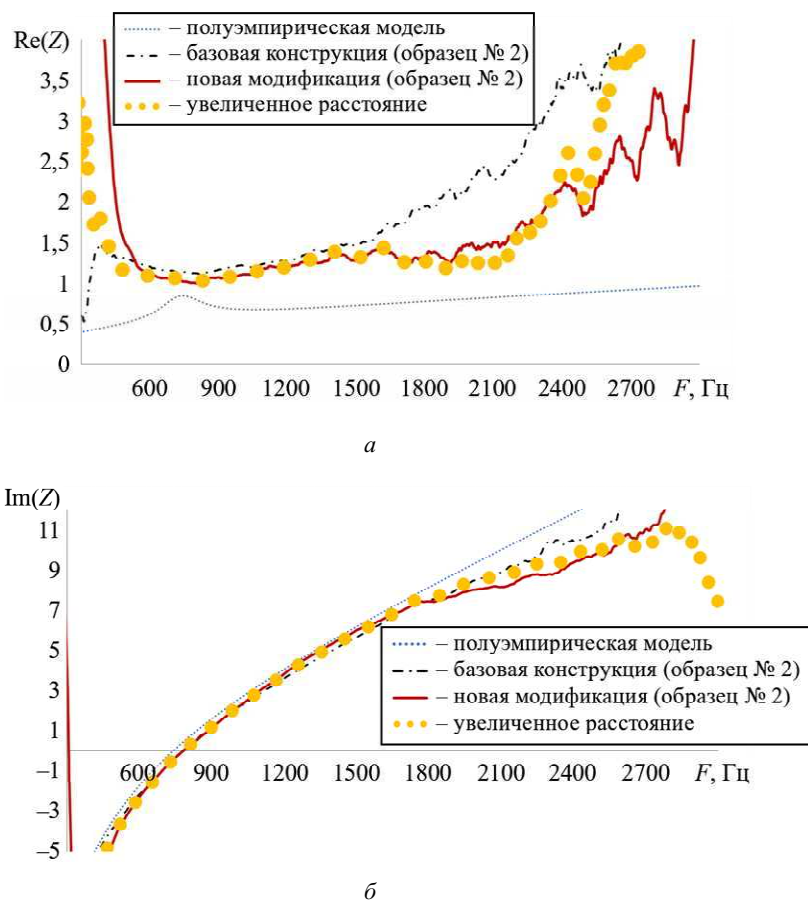 Re(Z)
– полуэмпирическая модель
– базовая конструкция (образец № 2)
– новая модификация (образец № 2)
– увеличенное расстояние
3,5
3
2,5
2
1,5
1
0,5
0
600 900 1200 1500 1800 2100 2400 2700 F, Гц
а
Im(Z)
11
9
7
5
3
1
–1
–3
–5
– полуэмпирическая модель
– базовая конструкция (образец № 2)
– новая модификация (образец № 2)
– увеличенное расстояние
600 900 1200 1500 1800 2100 2400 2700 F, Гц
б